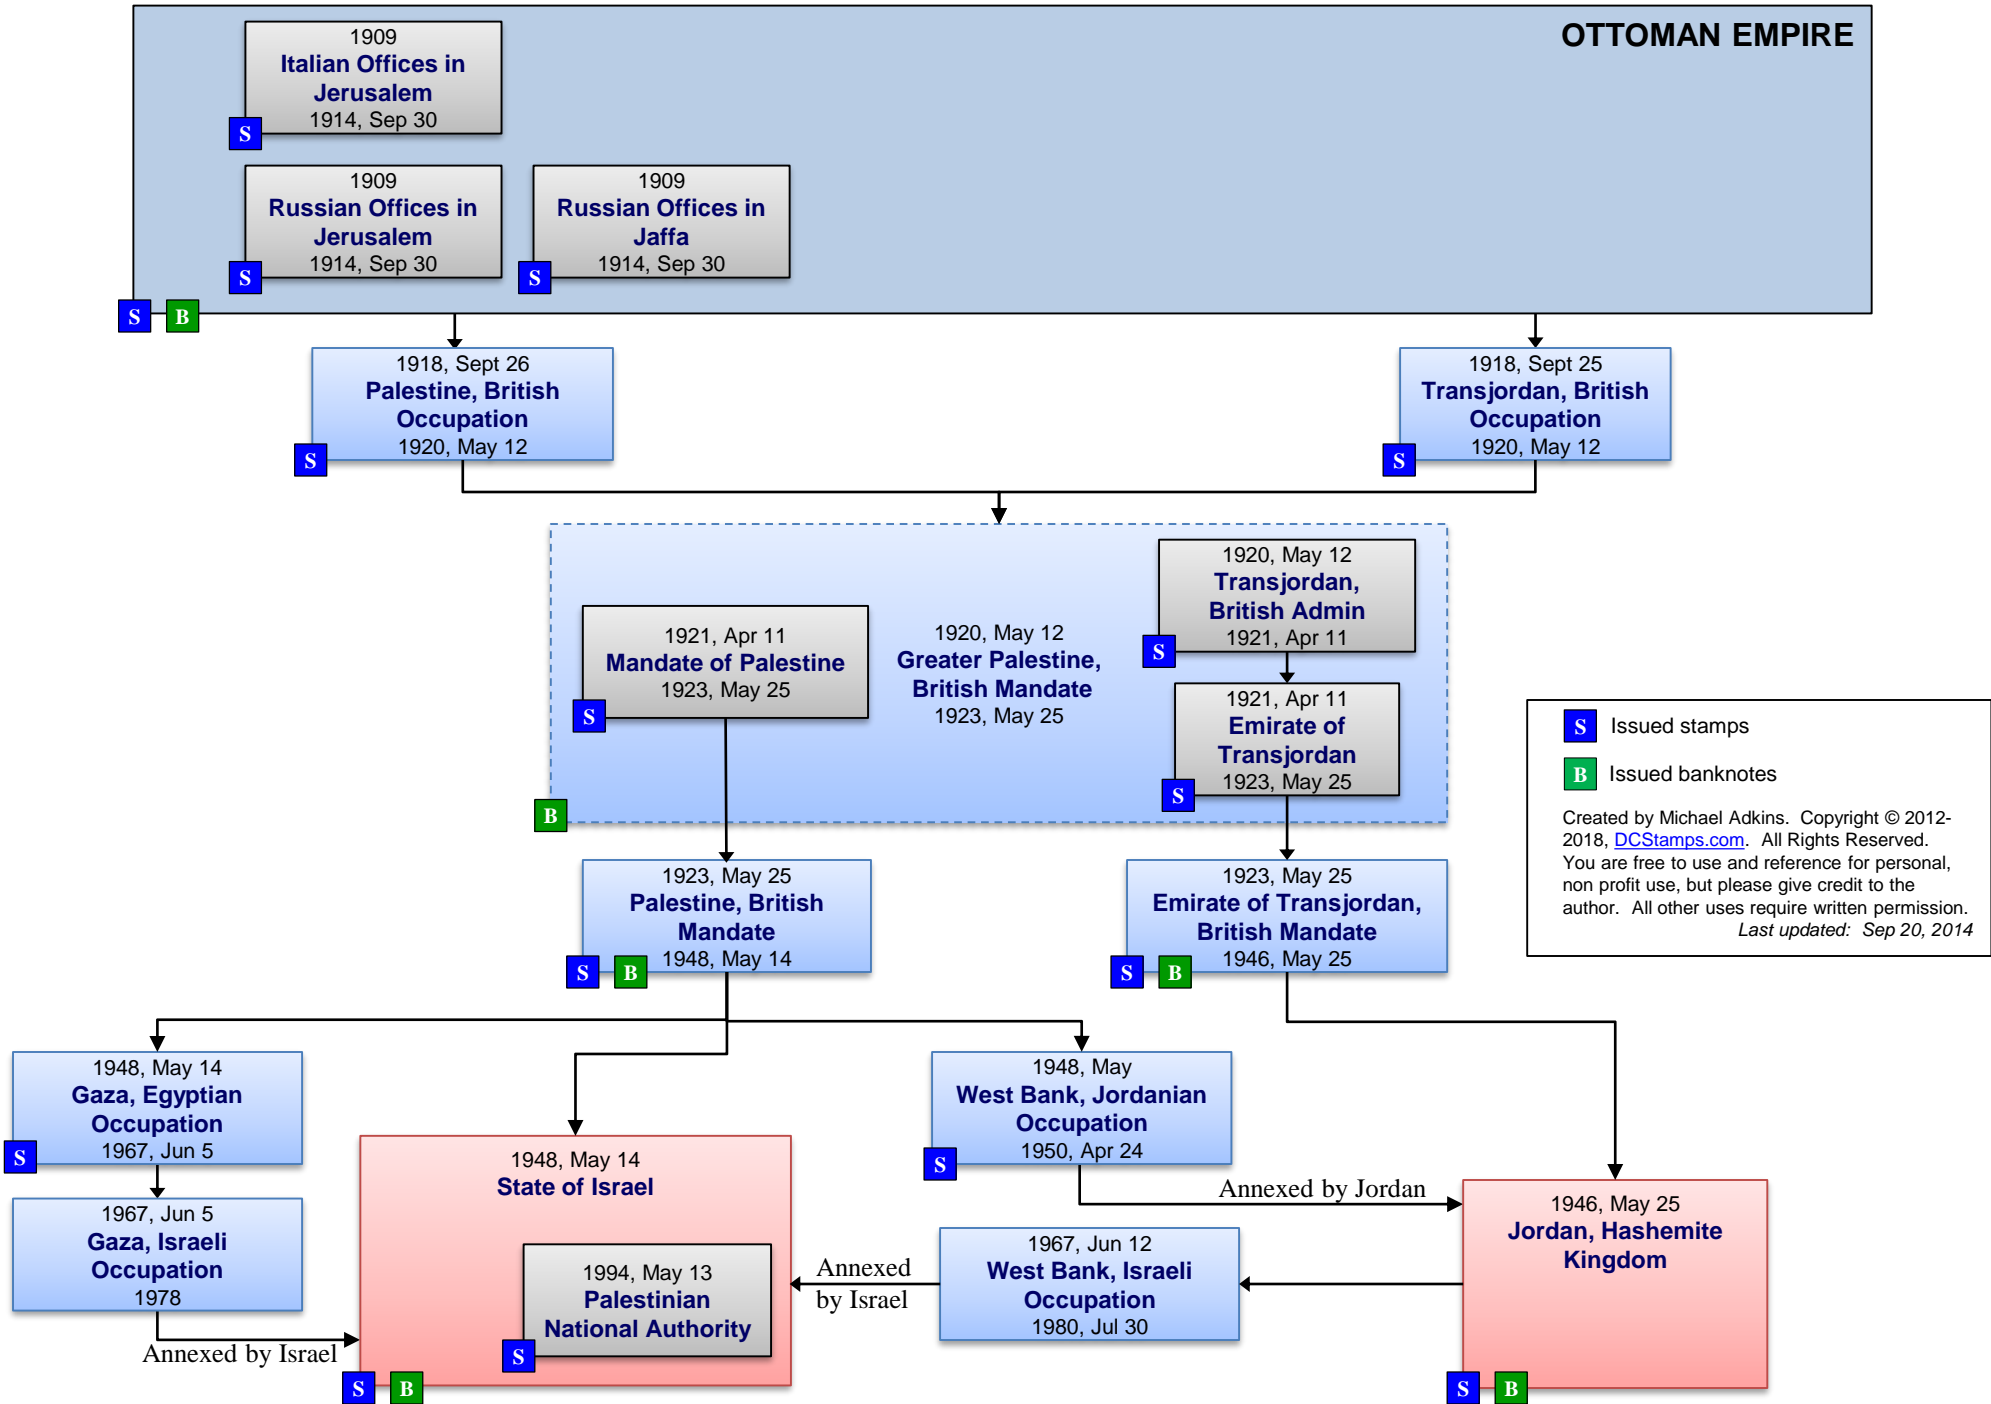 OTTOMAN EMPIRE
1909
Italian Offices in
Jerusalem
1914, Sep 30
S
1909
Russian Offices in
Jerusalem
1914, Sep 30
S
1909
Russian Offices in
Jaffa
1914, Sep 30
S
S
B
1918, Sept 26
Palestine, British
Occupation
1920, May 12
S
1918, Sept 25
Transjordan, British
Occupation
1920, May 12
S
1921, Apr 11
Mandate of Palestine
1923, May 25
S
1920, May 12
Greater Palestine,
British Mandate
1923, May 25
1920, May 12
Transjordan,
British Admin
1921, Apr 11
S
1921, Apr 11
Emirate of
Transjordan
1923, May 25
S
B
S Issued stamps
B Issued banknotes
Created by Michael Adkins. Copyright © 2012-
2018, DCStamps.com. All Rights Reserved.
You are free to use and reference for personal,
non profit use, but please give credit to the
author. All other uses require written permission.
Last updated: Sep 20, 2014
1923, May 25
Palestine, British
Mandate
1948, May 14
S
B
1923, May 25
Emirate of Transjordan,
British Mandate
1946, May 25
S
B
1948, May 14
Gaza, Egyptian
Occupation
1967, Jun 5
S
1967, Jun 5
Gaza, Israeli
Occupation
1978
Annexed by Israel
1948, May 14
State of Israel
1994, May 13
Palestinian
National Authority
S
S
B
1948, May
West Bank, Jordanian
Occupation
1950, Apr 24
S
Annexed by Jordan
1967, Jun 12
West Bank, Israeli
Occupation
1980, Jul 30
Annexed
by Israel
1946, May 25
Jordan, Hashemite
Kingdom
S
B